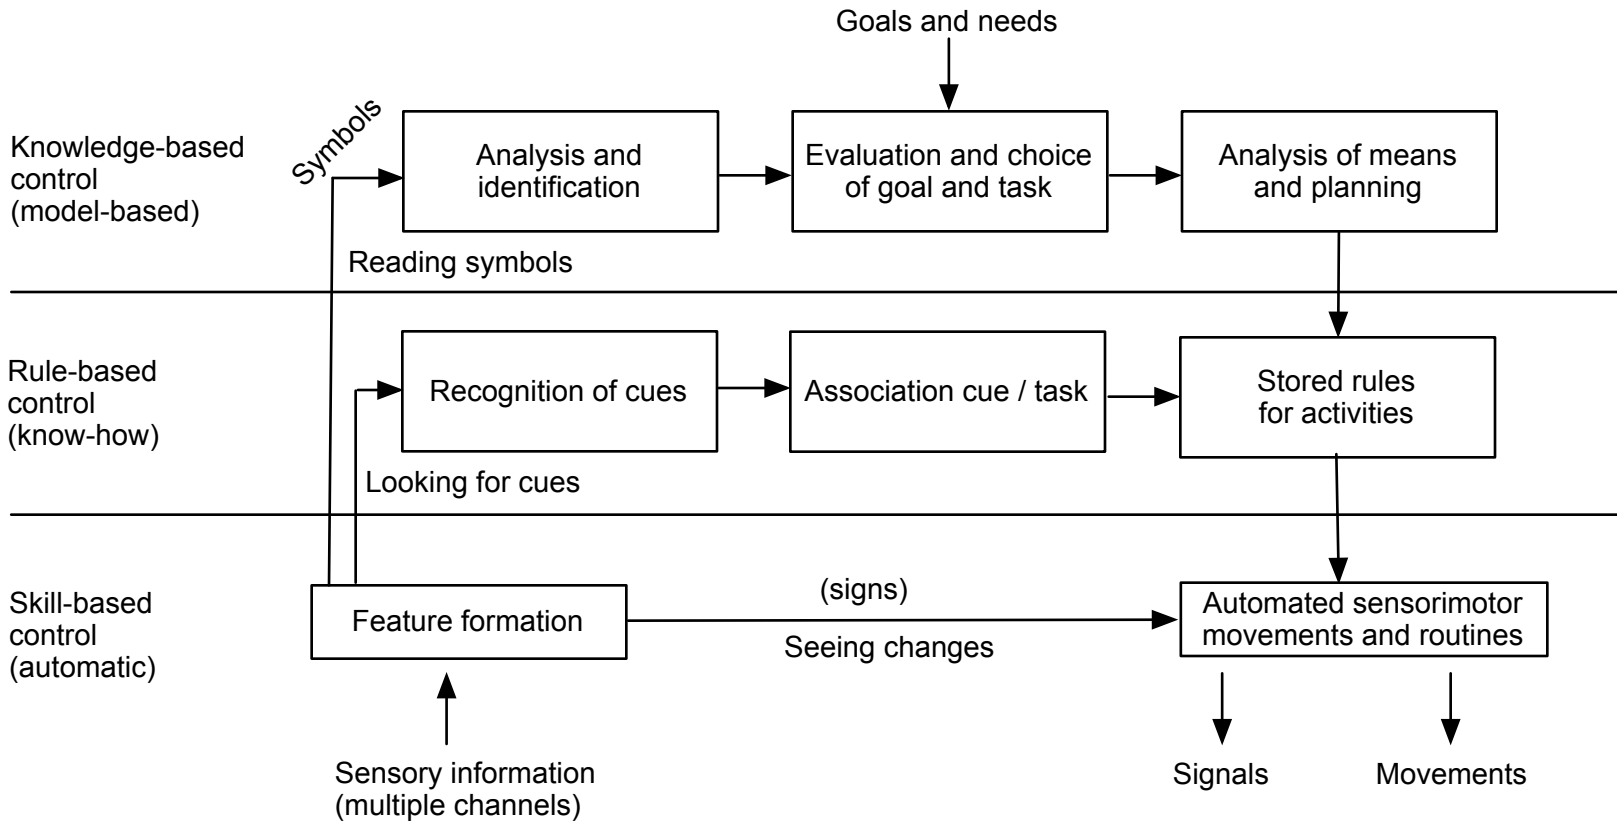 Goals and needs
Knowledge-based
control
(model-based)
Symbols
Analysis and
identification
Evaluation and choice
of goal and task
Analysis of means
and planning
Reading symbols
Rule-based
control
(know-how)
Recognition of cues
Association cue / task
Stored rules
for activities
Looking for cues
Skill-based
control
(automatic)
Feature formation
(signs)
Seeing changes
Automated sensorimotor
movements and routines
Sensory information
(multiple channels)
Signals
Movements